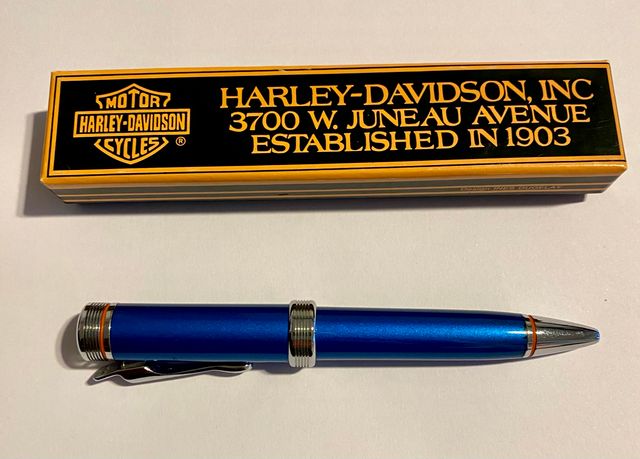 MOTOR
HARLEY-DAVIDSON
CYCLES
®
HARLEY-DAVIDSON, INC
3700 W. JUNEAU AVENUE
ESTABLISHED IN 1903